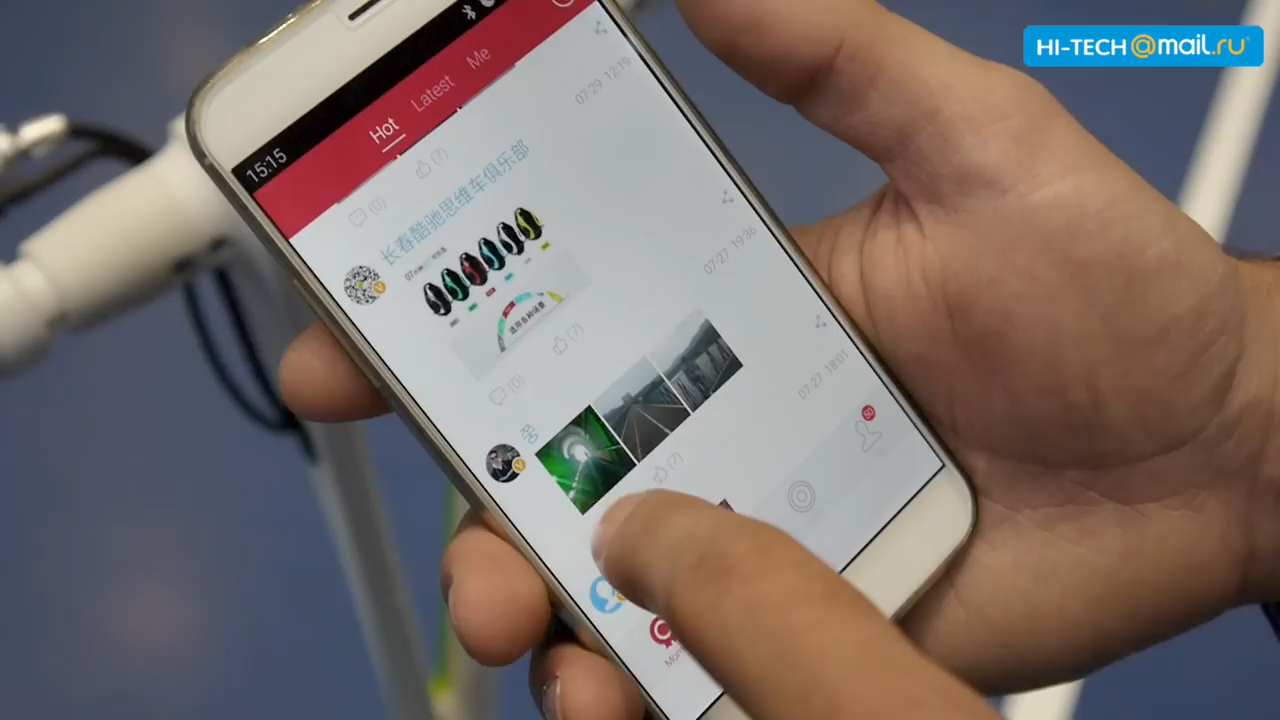 HI-TECH@mail.ru
15:15
Hot
Latest
Me
(7)
(0)
07/29 12:19
长春酷驰思维车俱乐部
(7)
(0)
07/27 19:36
(7)
07/27 18:01